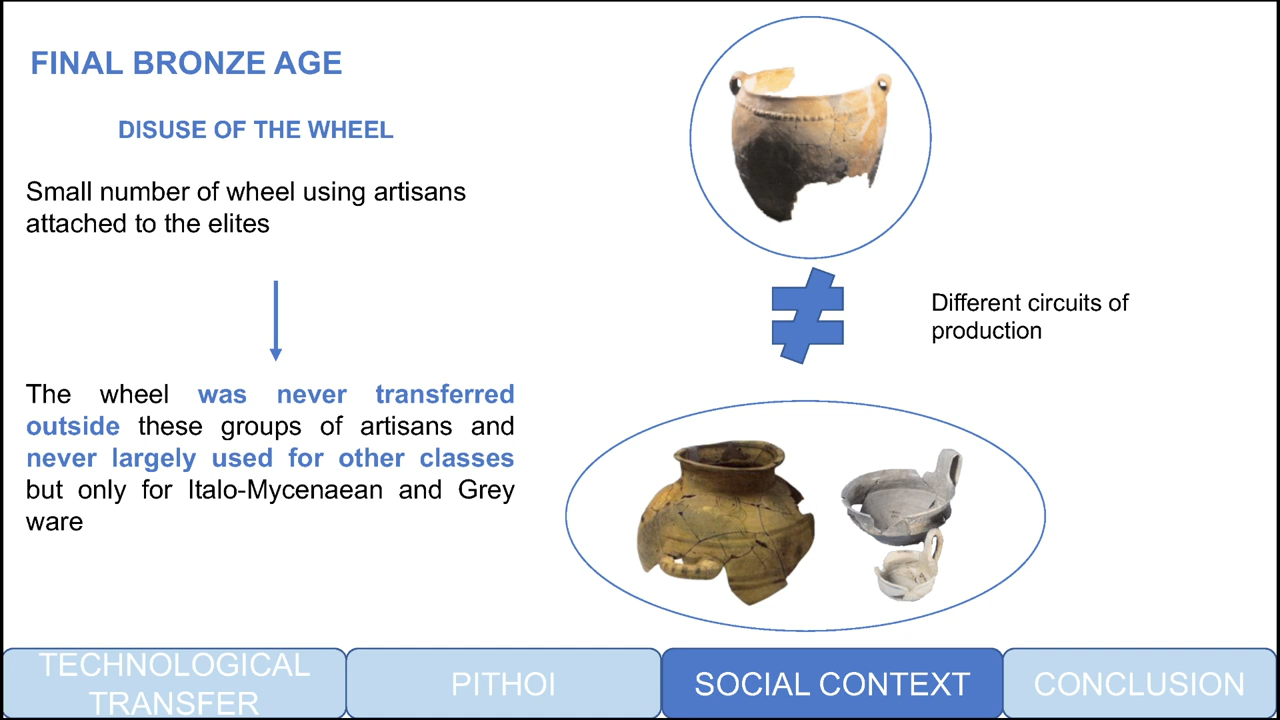 FINAL BRONZE AGE
DISUSE OF THE WHEEL
Small number of wheel using artisans
attached to the elites
The wheel was never transferred
outside these groups of artisans and
never largely used for other classes
but only for Italo-Mycenaean and Grey
ware
Different circuits of
production
TECHNOLOGICAL
TRANSFER
PITHOI
SOCIAL CONTEXT
CONCLUSION